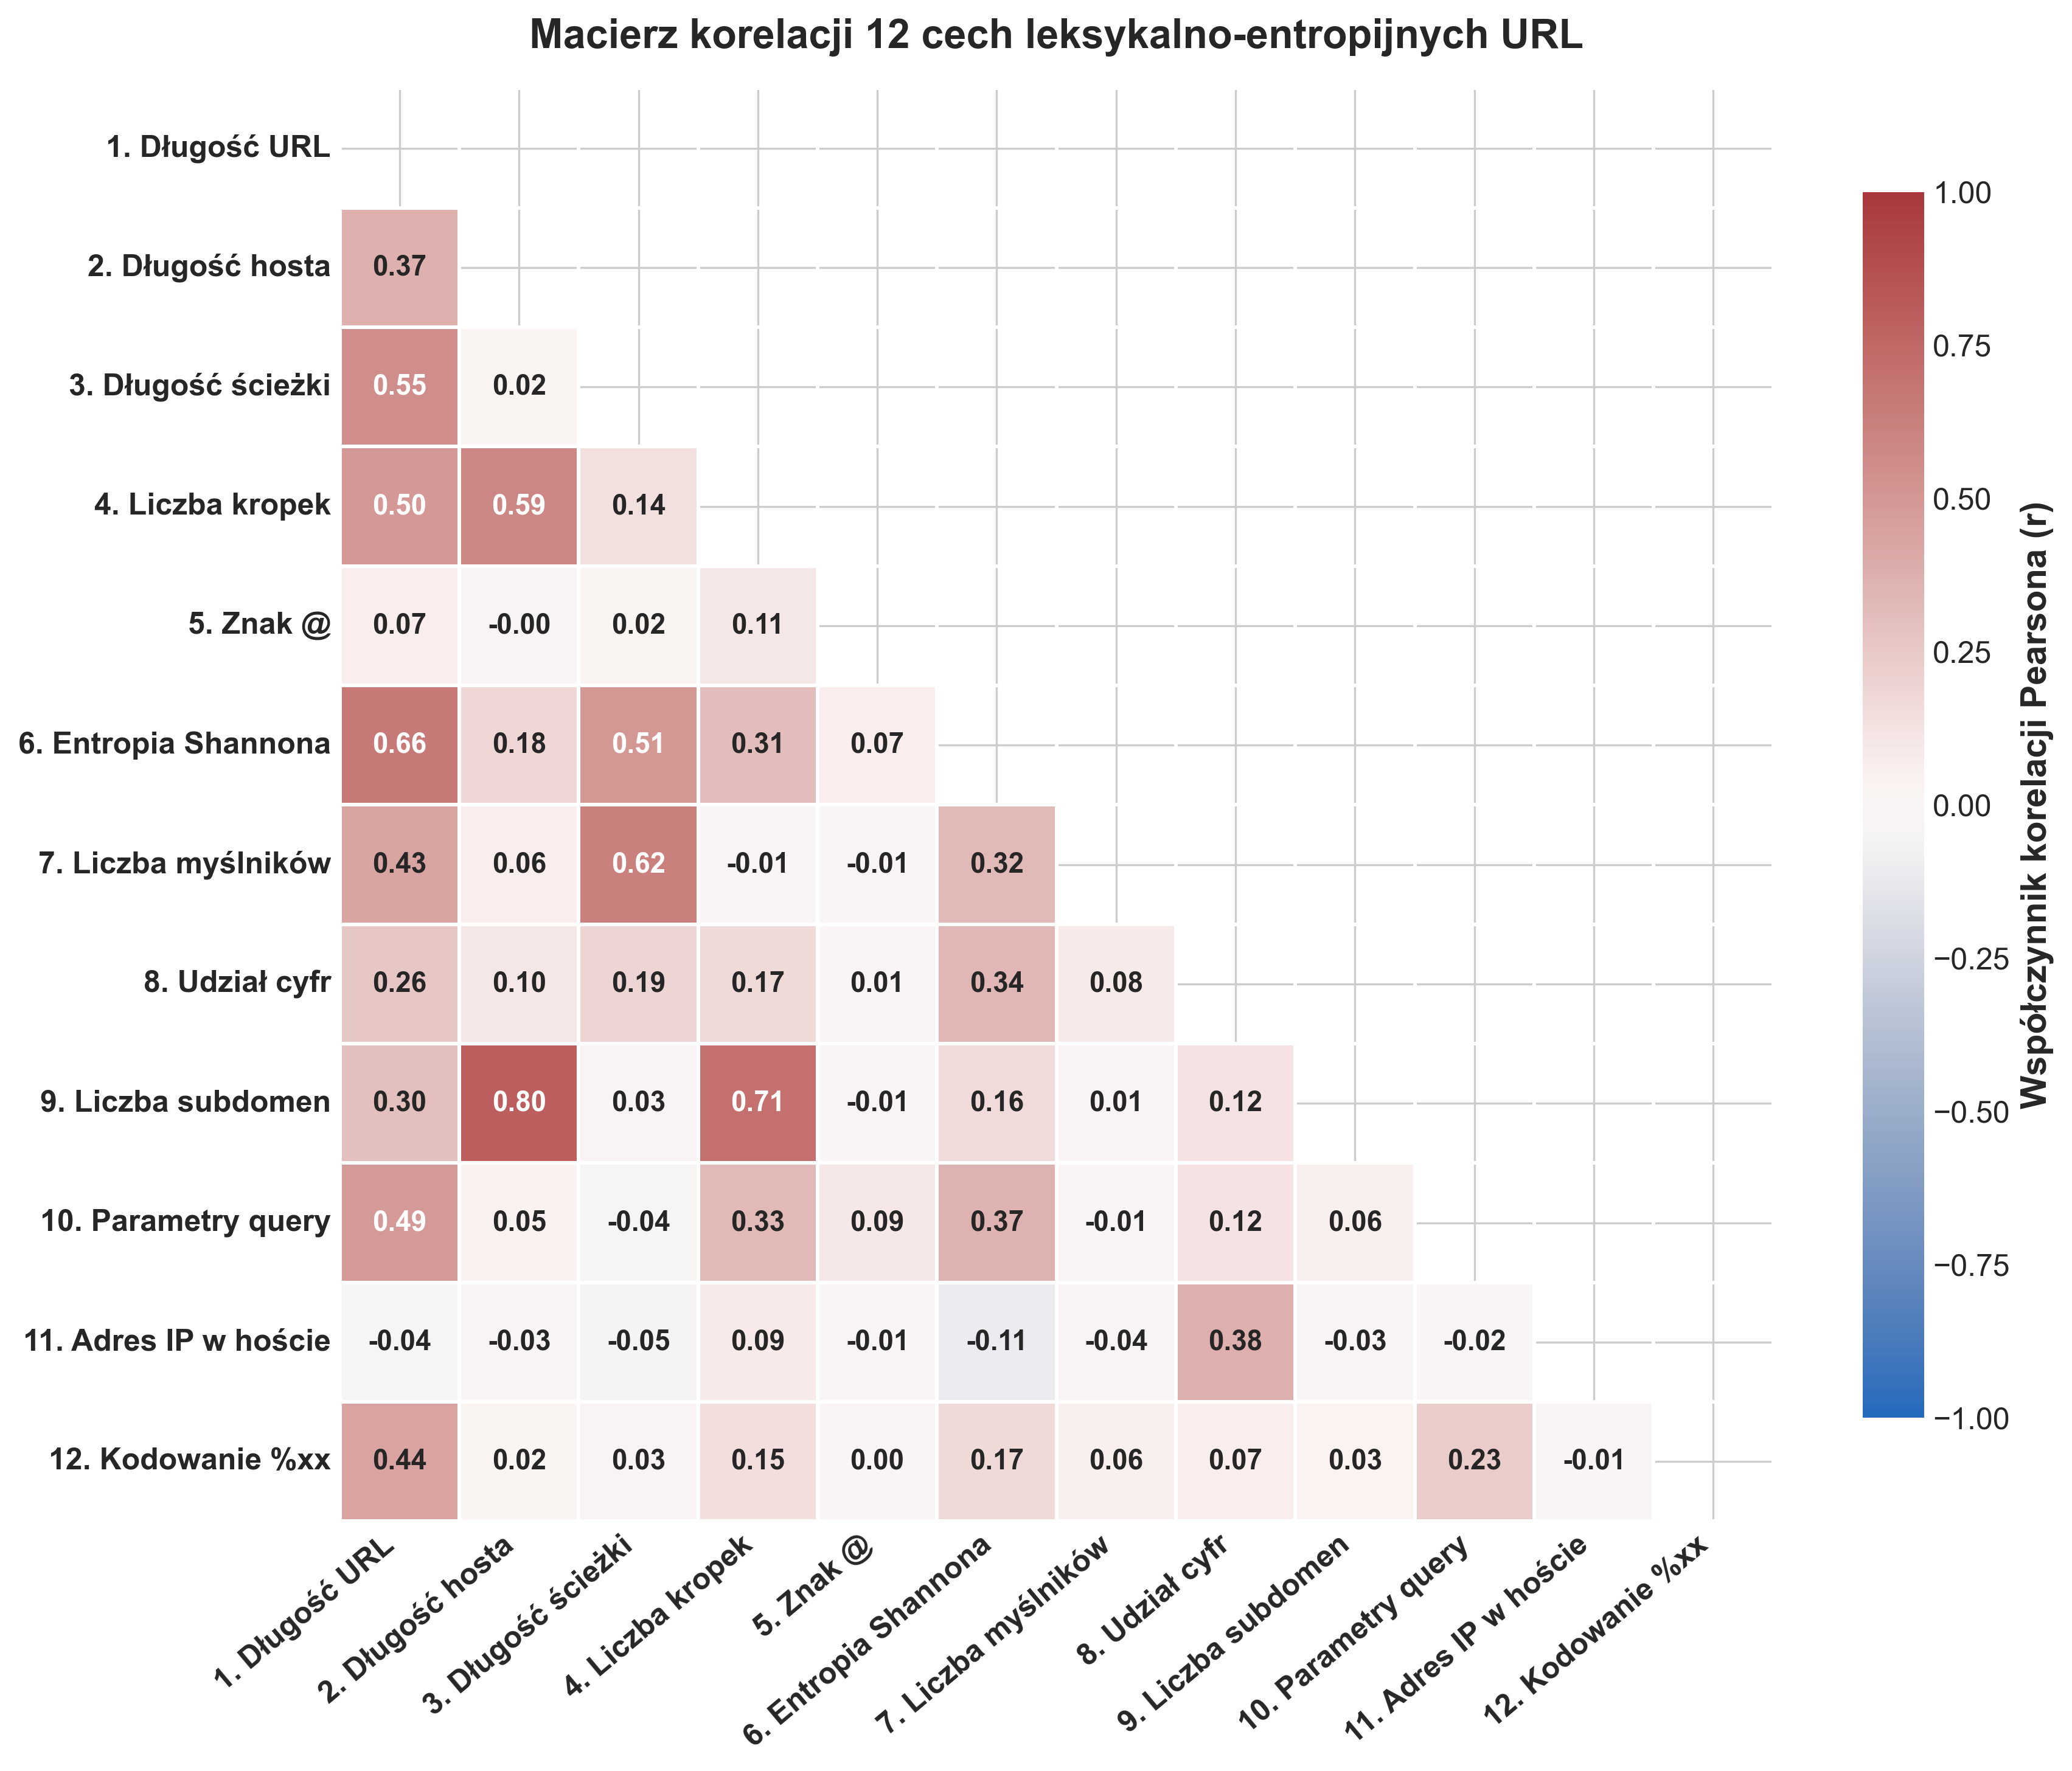 Macierz korelacji 12 cech leksykalno-entropijnych URL
1. Długość URL
2. Długość hosta 0.37
3. Długość ścieżki 0.55 0.02
4. Liczba kropek 0.50 0.59 0.14
5. Znak @ 0.07 -0.00 0.02 0.11
6. Entropia Shannona 0.66 0.18 0.51 0.31 0.07
7. Liczba myślników 0.43 0.06 0.62 -0.01 -0.01 0.32
8. Udział cyfr 0.26 0.10 0.19 0.17 0.01 0.34 0.08
9. Liczba subdomen 0.30 0.80 0.03 0.71 -0.01 0.16 0.01 0.12
10. Parametry query 0.49 0.05 -0.04 0.33 0.09 0.37 -0.01 0.12 0.06
11. Adres IP w hoście -0.04 -0.03 -0.05 0.09 -0.01 -0.11 -0.04 0.38 -0.03 -0.02
12. Kodowanie %xx 0.44 0.02 0.03 0.15 0.00 0.17 0.06 0.07 0.03 0.23 -0.01
1. Długość URL
2. Długość hosta
3. Długość ścieżki
4. Liczba kropek
5. Znak @
6. Entropia Shannona
7. Liczba myślników
8. Udział cyfr
9. Liczba subdomen
10. Parametry query
11. Adres IP w hoście
12. Kodowanie %xx
1.00
0.75
0.50
0.25
0.00
−0.25
−0.50
−0.75
−1.00
Współczynnik korelacji Pearsona (r)